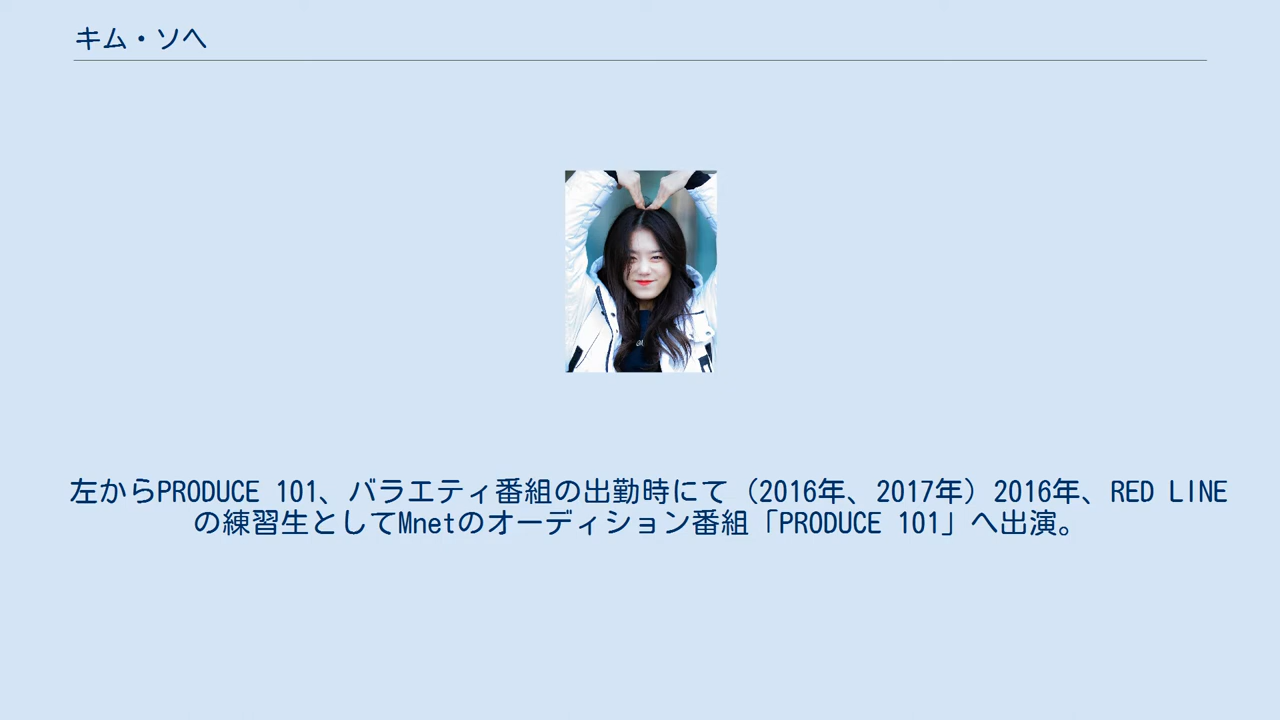 キム・ソヘ
左からPRODUCE 101、バラエティ番組の出勤時にて（2016年、2017年）2016年、RED LINE
の練習生としてMnetのオーディション番組「PRODUCE 101」へ出演。